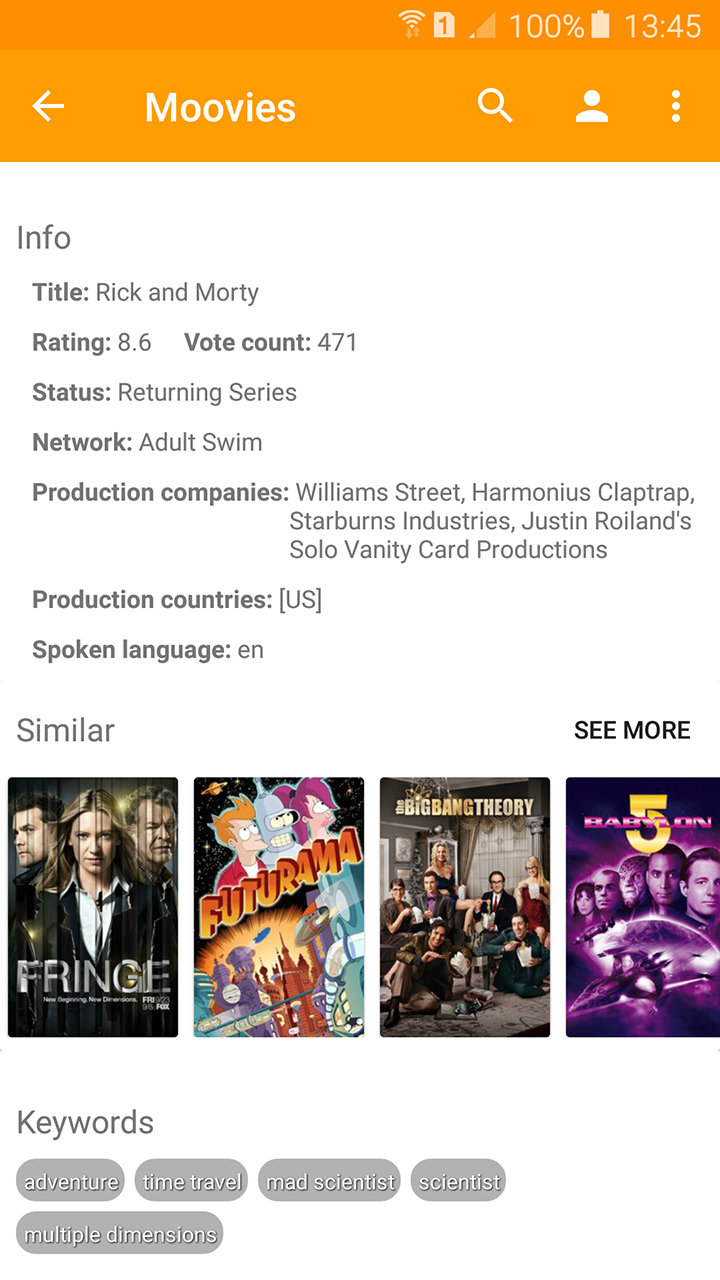 1 100% 13:45
Moovies
Info
Title: Rick and Morty
Rating: 8.6 Vote count: 471
Status: Returning Series
Network: Adult Swim
Production companies: Williams Street, Harmonius Claptrap,
Starburns Industries, Justin Roiland's
Solo Vanity Card Productions
Production countries: [US]
Spoken language: en
Similar SEE MORE
FRINGE
New Beginning. New Dimensions. FRI 9/23
9/8c FOX
FUTURAMA
the BIG BANG THEORY
BABYLON
5
Keywords
adventure time travel mad scientist scientist
multiple dimensions